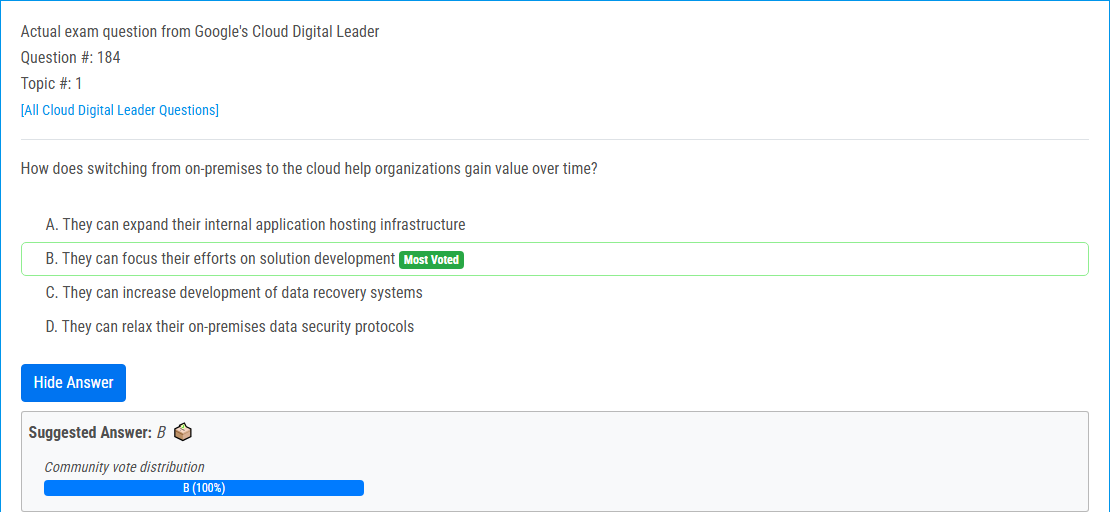 Actual exam question from Google's Cloud Digital Leader
Question #: 184
Topic #: 1
[All Cloud Digital Leader Questions]
How does switching from on-premises to the cloud help organizations gain value over time?
A. They can expand their internal application hosting infrastructure
B. They can focus their efforts on solution development Most Voted
C. They can increase development of data recovery systems
D. They can relax their on-premises data security protocols
Hide Answer
Suggested Answer: B
Community vote distribution
B (100%)